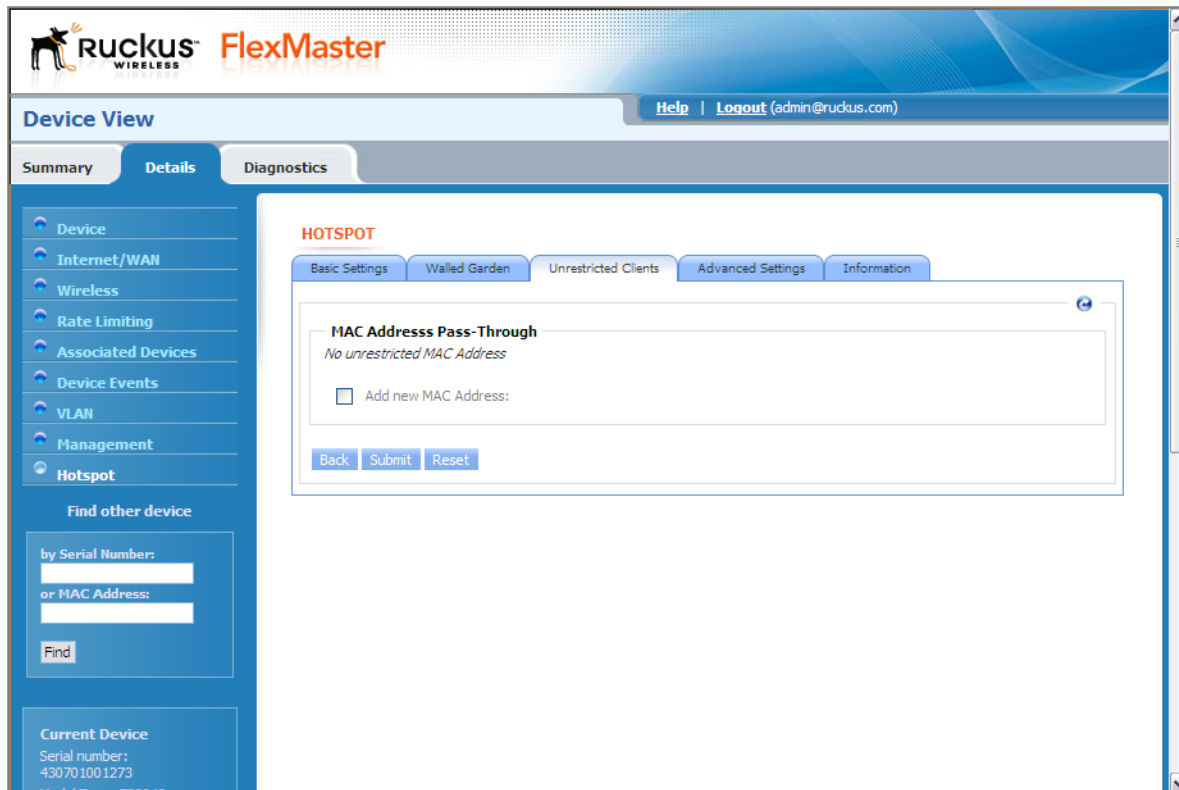 RUCKUS™ FlexMaster
WIRELESS
Device View
Help | Logout (admin@ruckus.com)
Summary Details Diagnostics
Device
Internet/WAN
Wireless
Rate Limiting
Associated Devices
Device Events
VLAN
Management
Hotspot
Find other device
by Serial Number:
or MAC Address:
Find
Current Device
Serial number:
430701001273
HOTSPOT
Basic Settings Walled Garden Unrestricted Clients Advanced Settings Information
MAC Addresss Pass-Through
No unrestricted MAC Address
Add new MAC Address:
Back Submit Reset